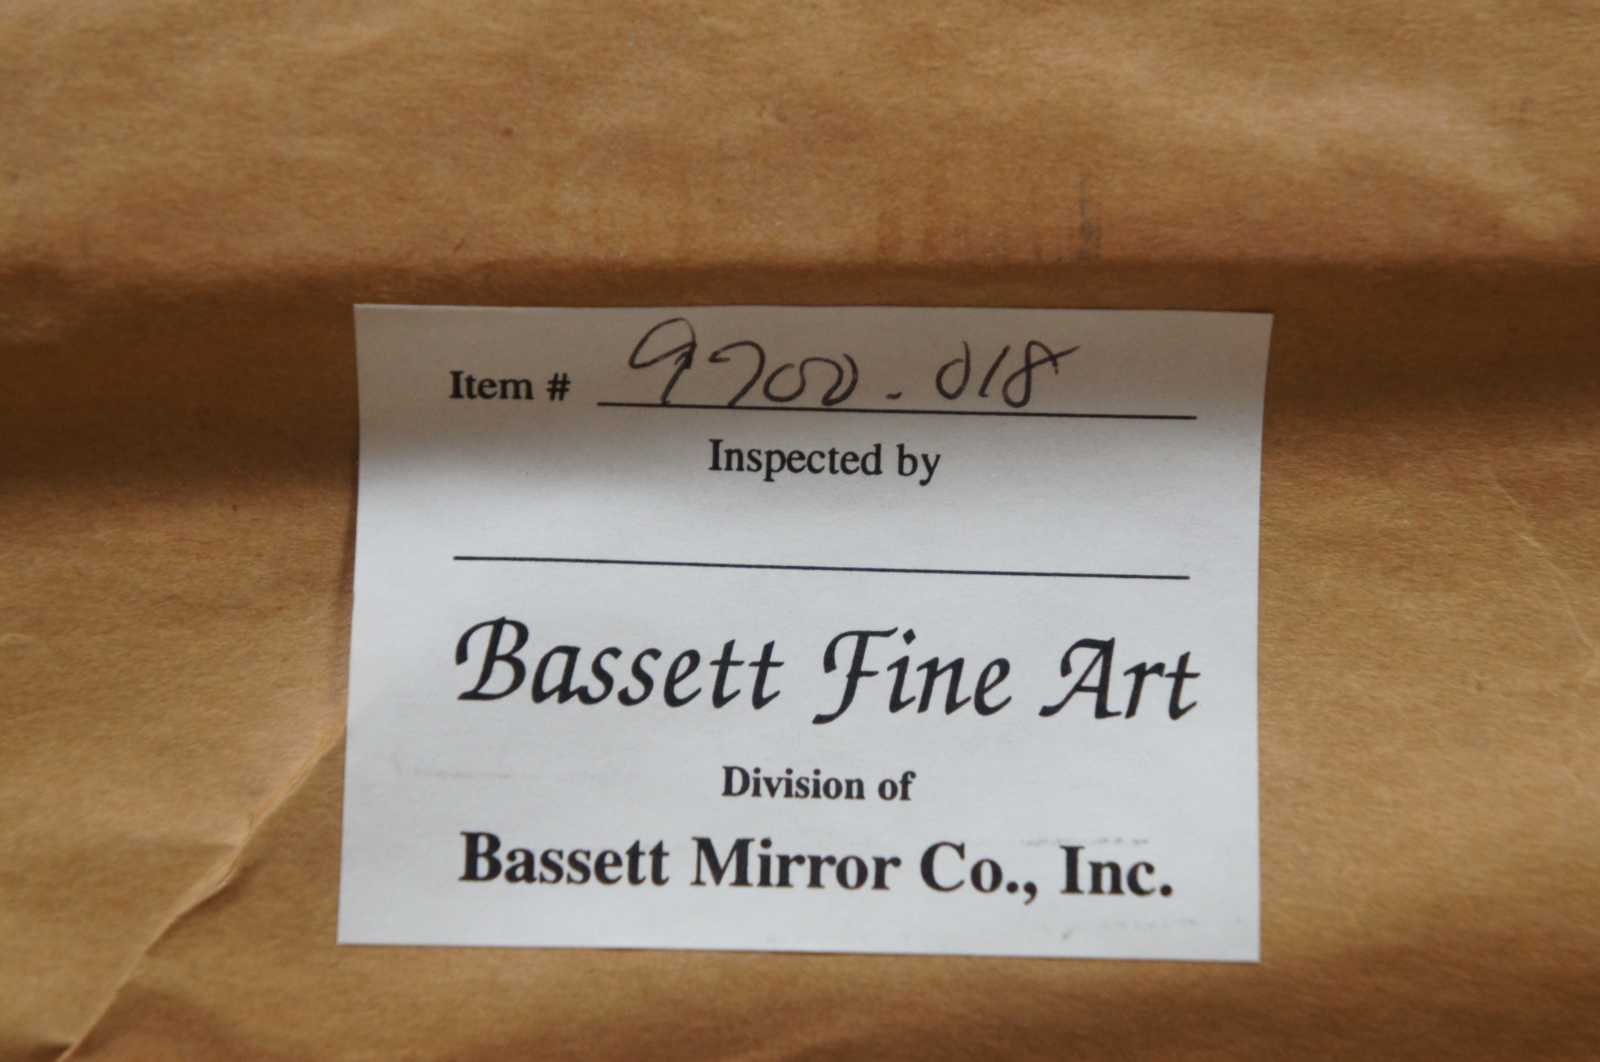 Item # 9700-018
Inspected by
Bassett Fine Art
Division of
Bassett Mirror Co., Inc.